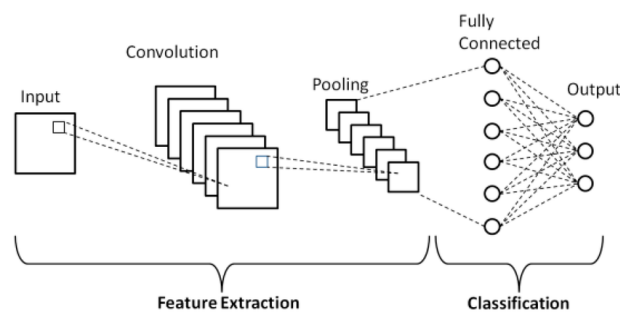 Fully
Connected
Convolution
Pooling
Output
Input
Feature Extraction
Classification